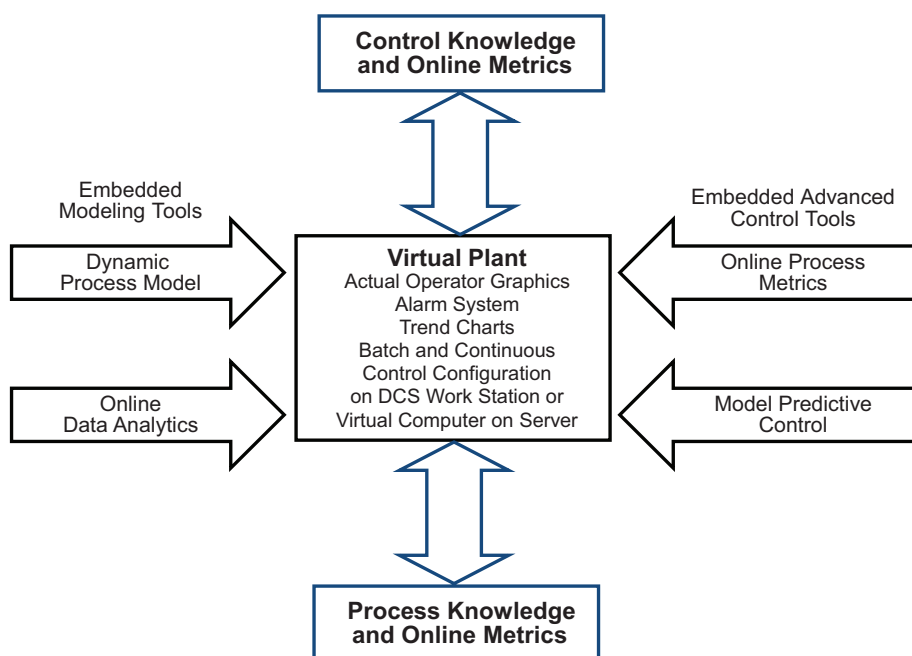 Control Knowledge
and Online Metrics
Embedded
Modeling Tools
Dynamic
Process Model
Online
Data Analytics
Virtual Plant
Actual Operator Graphics
Alarm System
Trend Charts
Batch and Continuous
Control Configuration
on DCS Work Station or
Virtual Computer on Server
Embedded Advanced
Control Tools
Online Process
Metrics
Model Predictive
Control
Process Knowledge
and Online Metrics